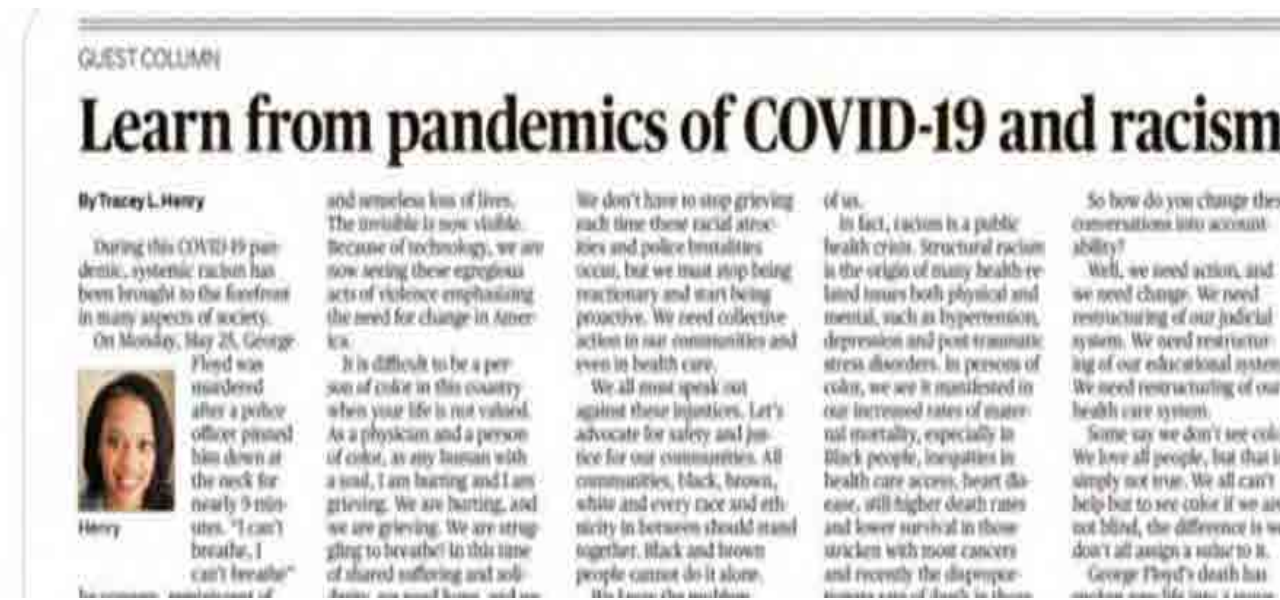 GUEST COLUMN
Learn from pandemics of COVID-19 and racism
By Tracey L. Henry
During this COVID-19 pan-
demic, systemic racism has
been brought to the forefront
in many aspects of society.
On Monday, May 25, George
Floyd was
murdered
after a police
officer pinned
him down at
the neck for
nearly 9 min-
utes. "I can't
breathe, I
can't breathe"
Henry
and senseless loss of lives.
The invisible is now visible.
Because of technology, we are
now seeing these egregious
acts of violence emphasizing
the need for change in Amer-
ica.
It is difficult to be a per-
son of color in this country
when your life is not valued.
As a physician and a person
of color, as any human with
a soul, I am hurting and I am
grieving. We are hurting, and
we are grieving. We are strug-
gling to breathe! In this time
of shared suffering and soli-
We don't have to stop grieving
each time these racial atroc-
ities and police brutalities
occur, but we must stop being
reactionary and start being
proactive. We need collective
action in our communities and
even in health care.
We all must speak out
against these injustices. Let's
advocate for safety and jus-
tice for our communities. All
communities, black, brown,
white and every race and eth-
nicity in between should stand
together. Black and brown
people cannot do it alone.
We know the problem
of us.
In fact, racism is a public
health crisis. Structural racism
is the origin of many health-re-
lated issues both physical and
mental, such as hypertension,
depression and post-traumatic
stress disorders. In persons of
color, we see it manifested in
our increased rates of mater-
nal mortality, especially in
Black people, inequities in
health care access, heart dis-
ease, still higher death rates
and lower survival in those
stricken with most cancers
and recently the dispropor-
So how do you change thes
conversations into account-
ability?
Well, we need action, and
we need change. We need
restructuring of our judicial
system. We need restructur-
ing of our educational system
We need restructuring of our
health care system.
Some say we don't see colo
We love all people, but that is
simply not true. We all can't
help but to see color if we are
not blind, the difference is we
don't all assign a value to it.
George Floyd's death has